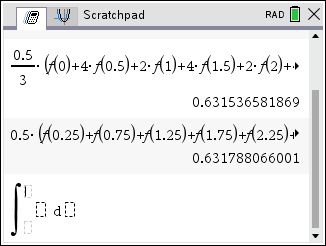 Scratchpad RAD
0.5/3·(f(0)+4·f(0.5)+2·f(1)+4·f(1.5)+2·f(2)+
0.631536581869
0.5·(f(0.25)+f(0.75)+f(1.25)+f(1.75)+f(2.25)+
0.631788066001
∫ d